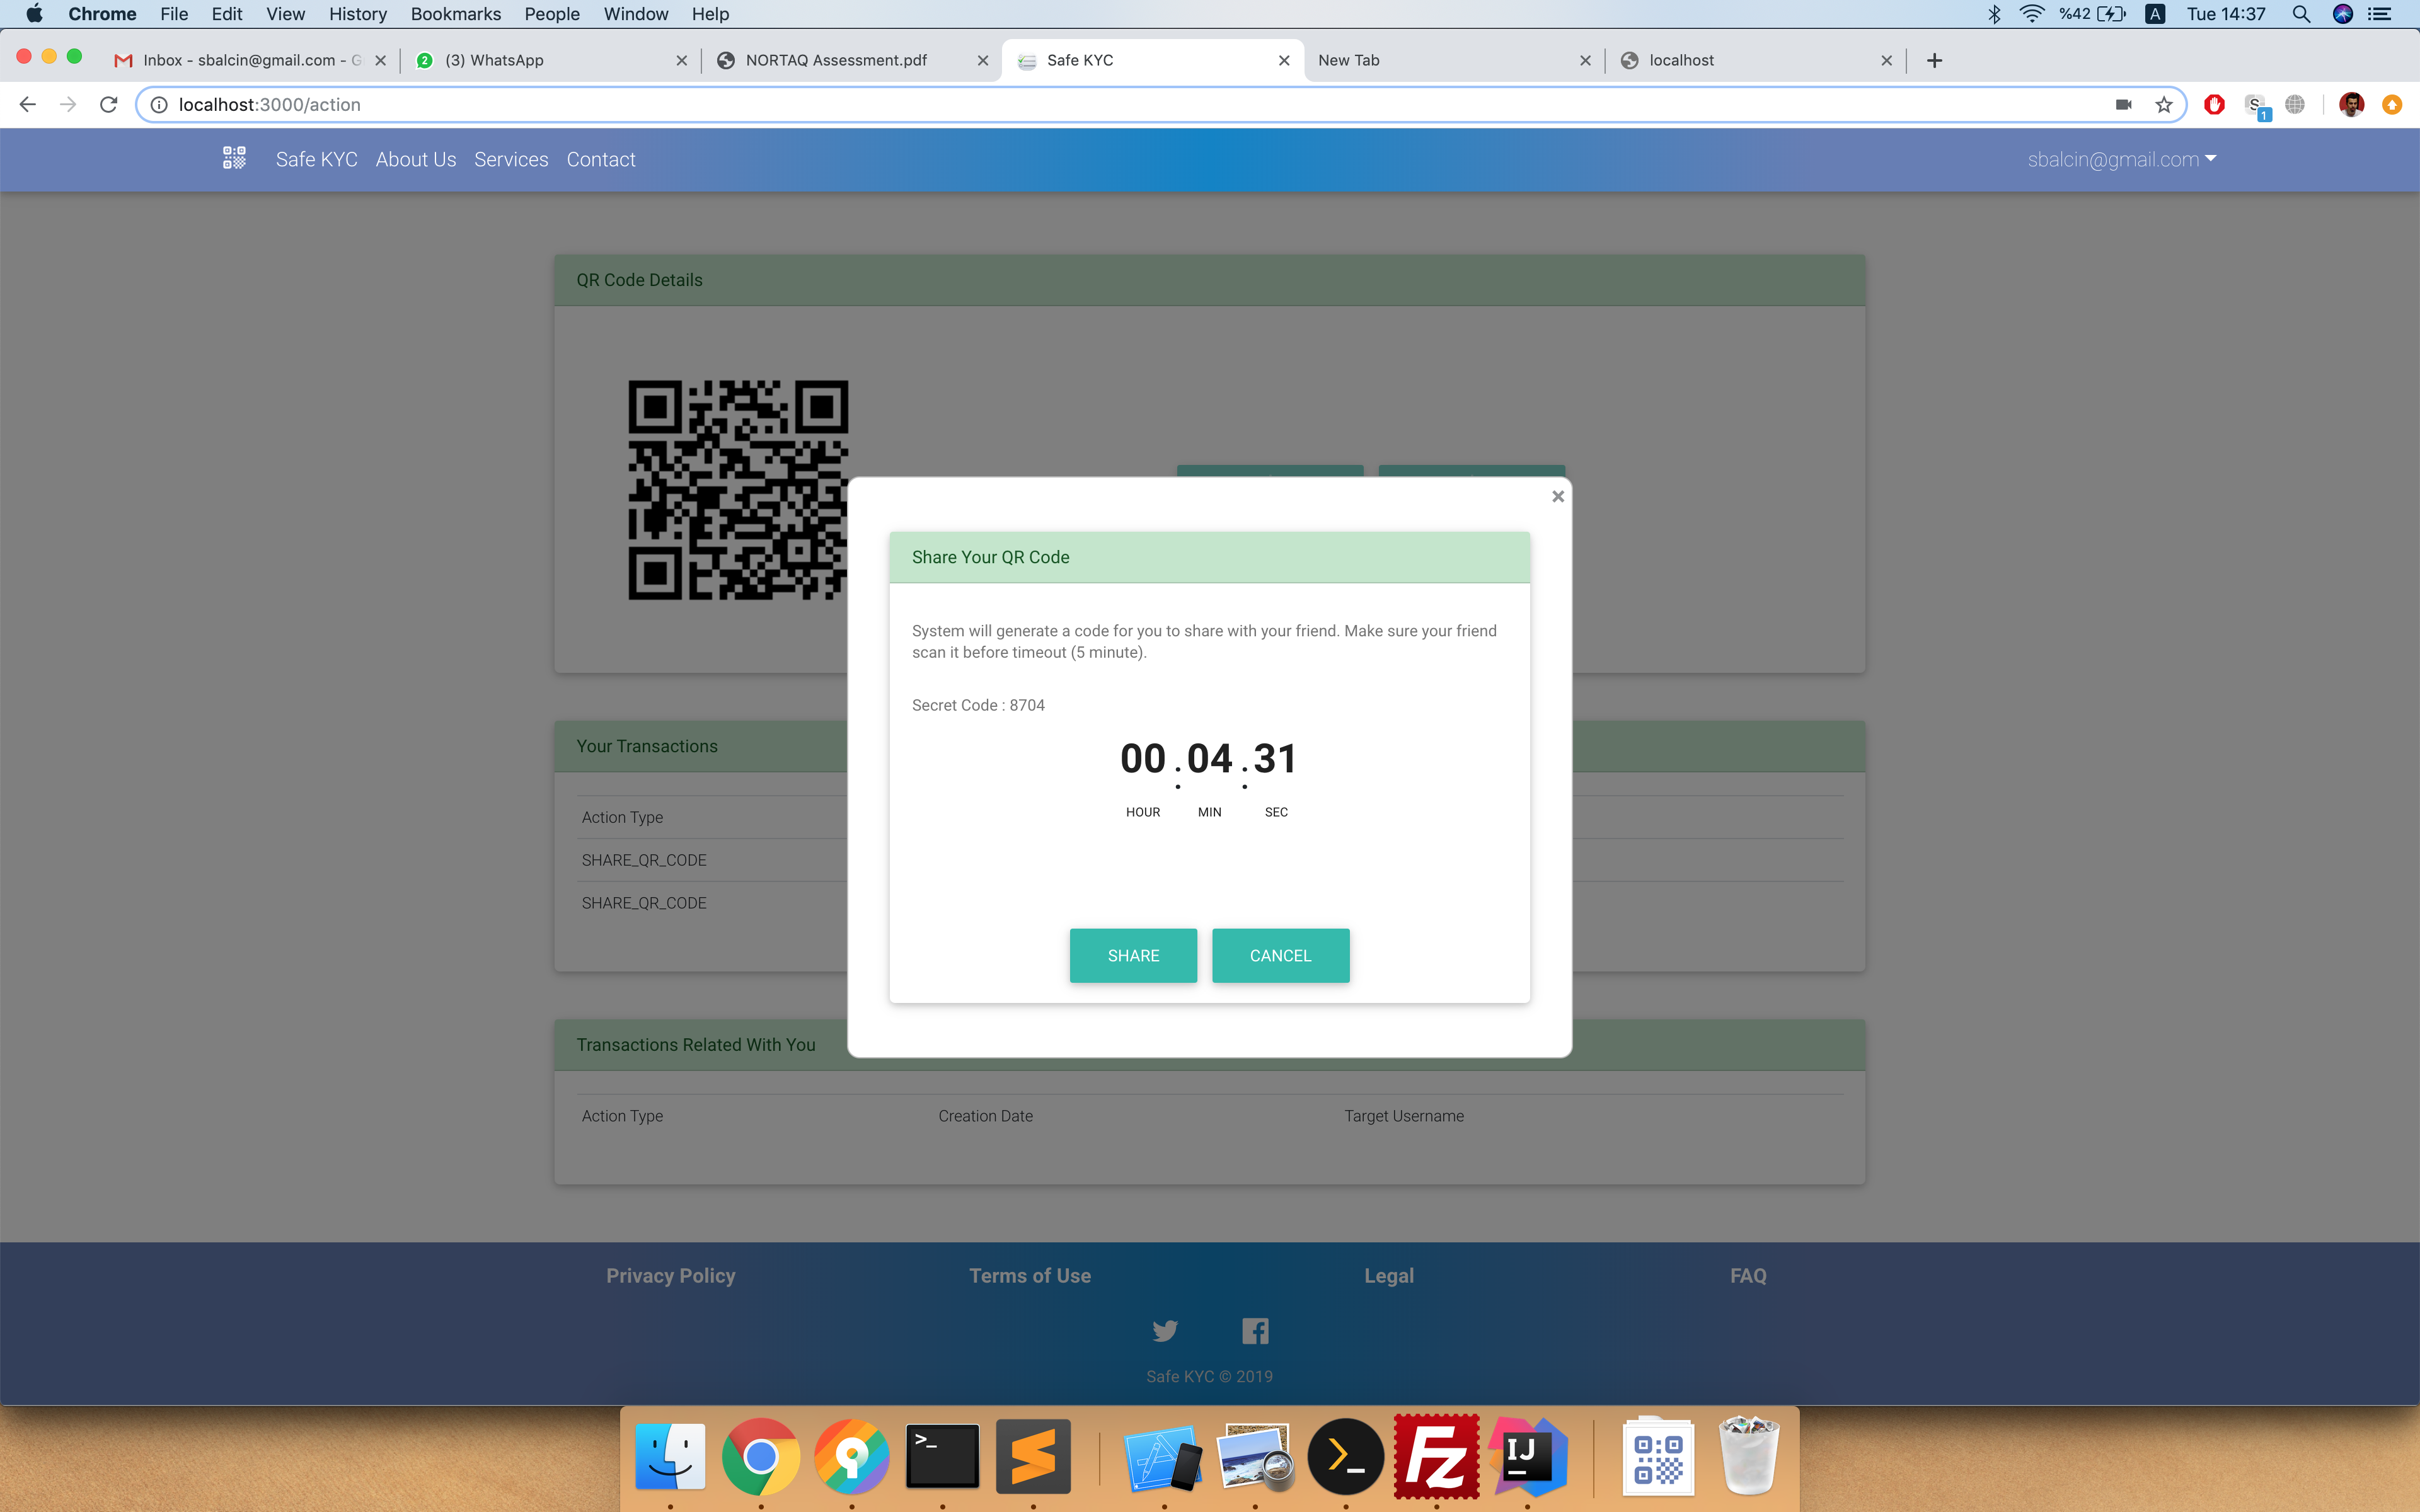 Chrome File Edit View History Bookmarks People Window Help %42 A Tue 14:37
Inbox - sbalcin@gmail.com - G 2 (3) WhatsApp NORTAQ Assessment.pdf Safe KYC New Tab localhost
localhost:3000/action S 1
Safe KYC About Us Services Contact sbalcin@gmail.com
QR Code Details
Share Your QR Code
System will generate a code for you to share with your friend. Make sure your friend
scan it before timeout (5 minute).
Secret Code : 8704
00 : 04 : 31
HOUR MIN SEC
SHARE CANCEL
Your Transactions
Action Type
SHARE_QR_CODE
SHARE_QR_CODE
Transactions Related With You
Action Type Creation Date Target Username
Privacy Policy Terms of Use Legal FAQ
Safe KYC © 2019
>_ >_ Fz IJ